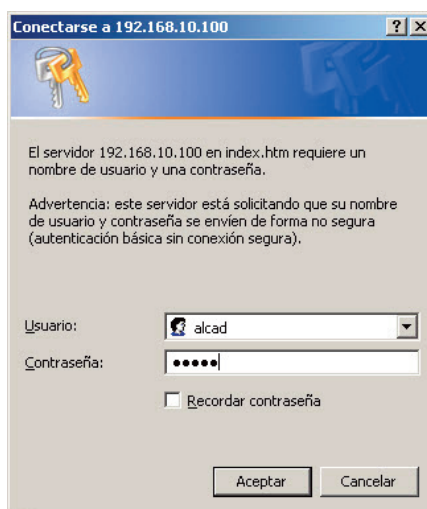 Conectarse a 192.168.10.100
El servidor 192.168.10.100 en index.htm requiere un
nombre de usuario y una contraseña.
Advertencia: este servidor está solicitando que su nombre
de usuario y contraseña se envíen de forma no segura
(autenticación básica sin conexión segura).
Usuario: alcad
Contraseña: •••••
Recordar contraseña
Aceptar Cancelar